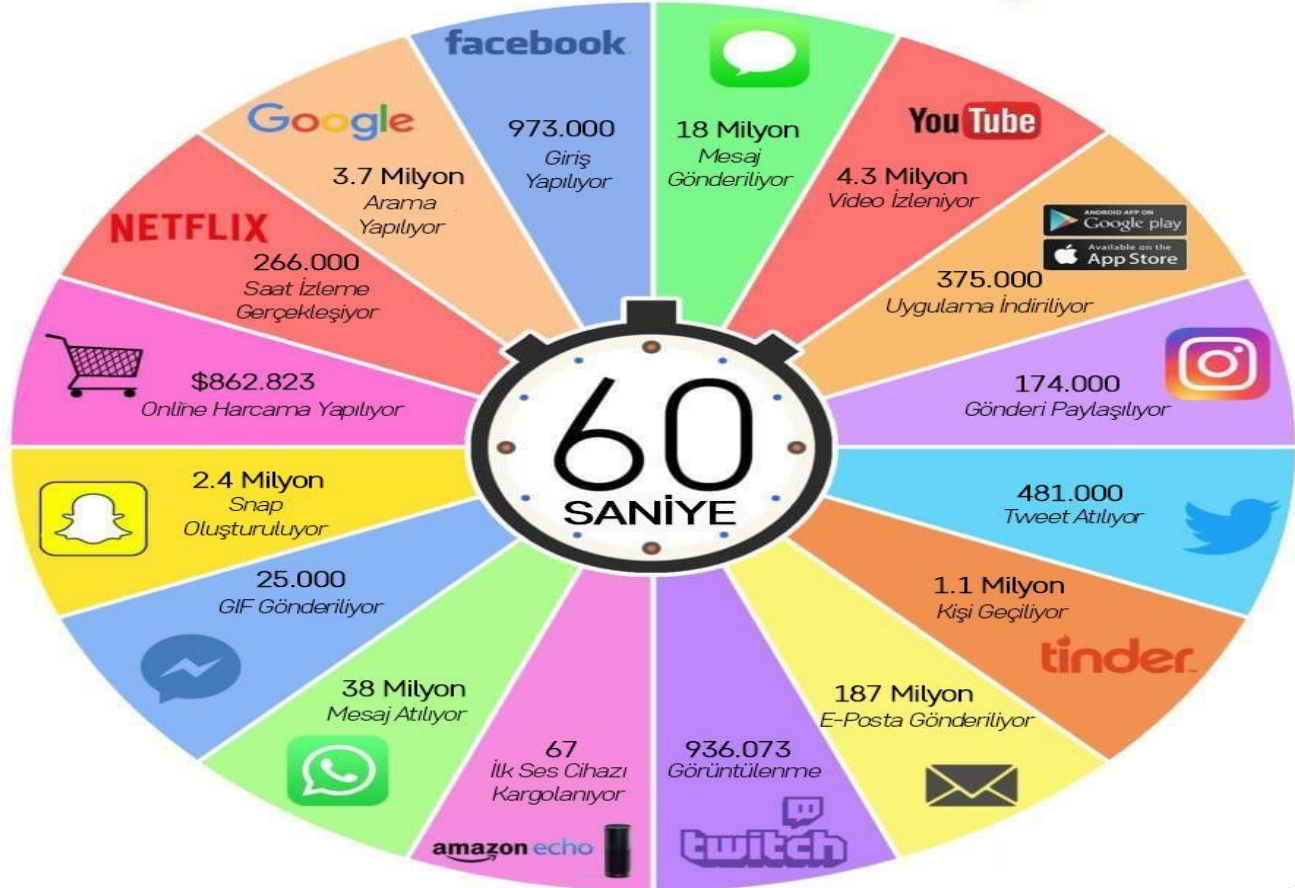 facebook
973.000
Giriş
Yapılıyor
18 Milyon
Mesaj
Gönderiliyor
YouTube
4.3 Milyon
Video İzleniyor
ANDROID APP ON
Google play
Available on the
App Store
375.000
Uygulama İndiriliyor
174.000
Gönderi Paylaşılıyor
481.000
Tweet Atılıyor
1.1 Milyon
Kişi Geçiliyor
tinder
187 Milyon
E-Posta Gönderiliyor
936.073
Görüntülenme
twitch
67
İlk Ses Cihazı
Kargolanıyor
amazon echo
38 Milyon
Mesaj Atılıyor
25.000
GIF Gönderiliyor
2.4 Milyon
Snap
Oluşturuluyor
$862.823
Online Harcama Yapılıyor
NETFLIX
266.000
Saat İzleme
Gerçekleşiyor
Google
3.7 Milyon
Arama
Yapılıyor
60
SANİYE